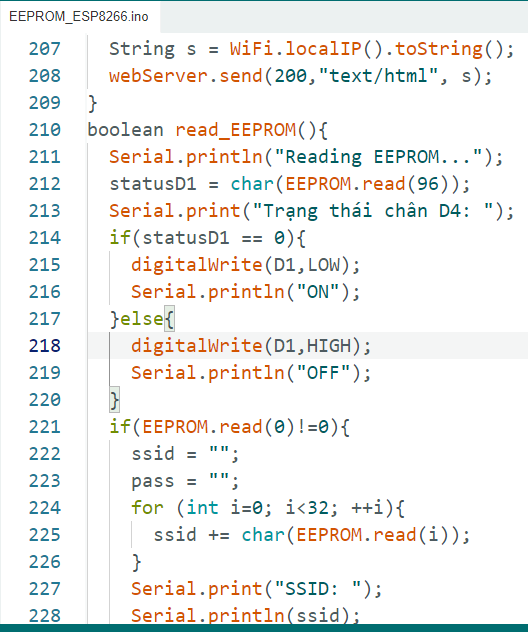 EEPROM_ESP8266.ino
207 String s = WiFi.localIP().toString();
208 webServer.send(200,"text/html", s);
209 }
210 boolean read_EEPROM(){
211 Serial.println("Reading EEPROM...");
212 statusD1 = char(EEPROM.read(96));
213 Serial.print("Trạng thái chân D4: ");
214 if(statusD1 == 0){
215 digitalWrite(D1,LOW);
216 Serial.println("ON");
217 }else{
218 digitalWrite(D1,HIGH);
219 Serial.println("OFF");
220 }
221 if(EEPROM.read(0)!=0){
222 ssid = "";
223 pass = "";
224 for (int i=0; i<32; ++i){
225 ssid += char(EEPROM.read(i));
226 }
227 Serial.print("SSID: ");
228 Serial.println(ssid);